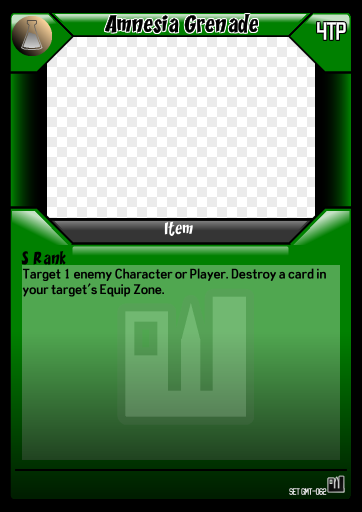 Amnesia Grenade
4TP
Item
S Rank
Target 1 enemy Character or Player. Destroy a card in
your target's Equip Zone.
SET GMT-062